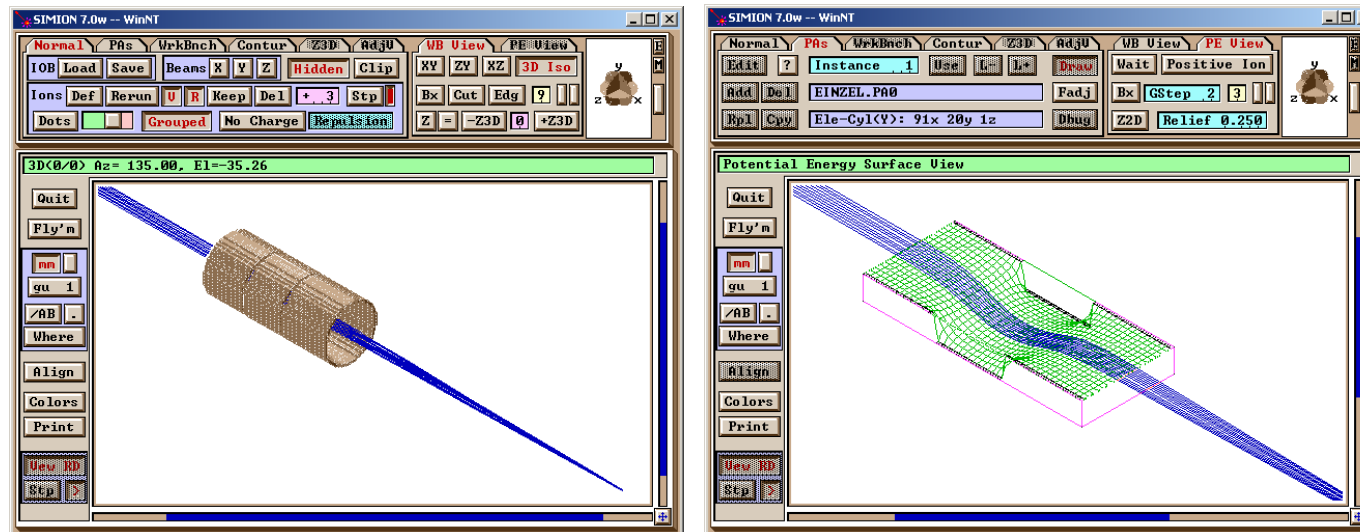 SIMION 7.0w -- WinNT
Normal PAs WrkBnch Contur Z3D AdjV WB View PE View
IOB Load Save Beams X Y Z Hidden Clip XY ZY XZ 3D Iso
Ions Def Rerun V R Keep Del + 3 Stp Bx Cut Edg 9
Dots Grouped No Charge Repulsion Z = -Z3D 0 +Z3D
E
M
y
z x
3D(0/0) Az= 135.00, El=-35.26
Quit
Fly'm
mm
gu 1
/AB .
Where
Align
Colors
Print
Vew RD
Stp >
SIMION 7.0w -- WinNT
Normal PAs WrkBnch Contur Z3D AdjV WB View PE View
Edit ? Instance 1 Use L- L+ Draw Wait Positive Ion
Add Del EINZEL.PA0 Fadj Bx GStep 2 3
Rpl Cpy Ele-Cyl(Y): 91x 20y 1z Dbug Z2D Relief 0.250
E
M
y
z x
Potential Energy Surface View
Quit
Fly'm
mm
gu 1
/AB .
Where
Align
Colors
Print
Vew RD
Stp >